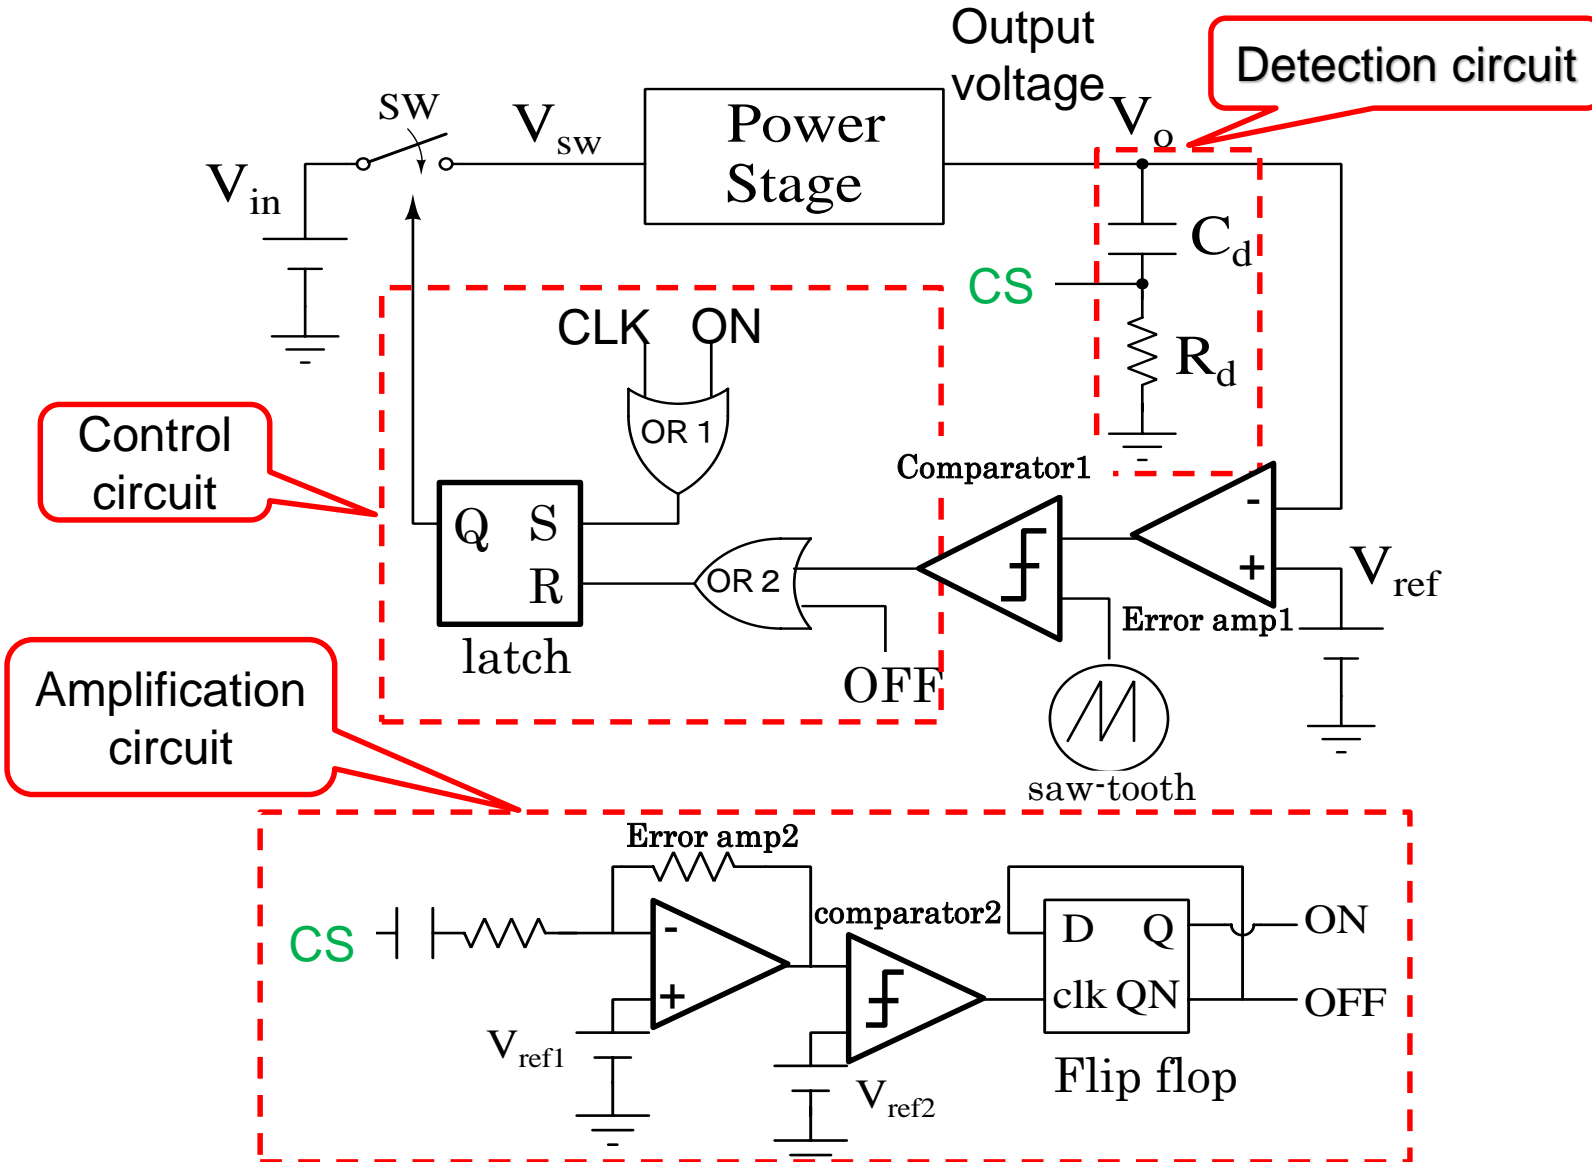 Output
voltage
Detection circuit
SW
Vsw
Power
Stage
Vo
Vin
Cd
CS
CLK ON
Rd
OR 1
Control
circuit
Comparator1
Q S
R
OR 2
-
+
Vref
Error amp1
latch
OFF
Amplification
circuit
saw-tooth
Error amp2
comparator2
CS
-
+
D Q
clk QN
ON
OFF
Vref1
Vref2
Flip flop